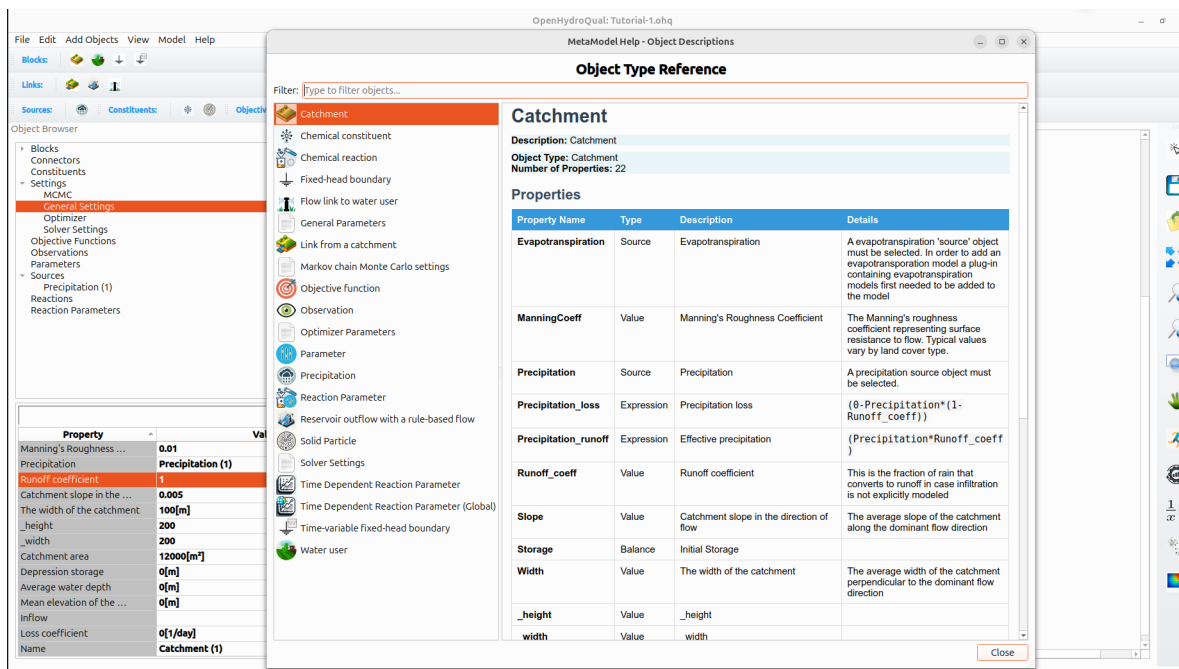 OpenHydroQual: Tutorial-1.ohq
File Edit Add Objects View Model Help
Blocks:
Links:
Sources: Constituents: Objectiv
Object Browser
Blocks
Connectors
Constituents
Settings
MCMC
General Settings
Optimizer
Solver Settings
Objective Functions
Observations
Parameters
Sources
Precipitation (1)
Reactions
Reaction Parameters
Property Val
Manning's Roughness ... 0.01
Precipitation Precipitation (1)
Runoff coefficient 1
Catchment slope in the ... 0.005
The width of the catchment 100[m]
_height 200
_width 200
Catchment area 12000[m²]
Depression storage 0[m]
Average water depth 0[m]
Mean elevation of the ... 0[m]
Inflow
Loss coefficient 0[1/day]
Name Catchment (1)
MetaModel Help - Object Descriptions
Object Type Reference
Filter: Type to filter objects...
Catchment
Chemical constituent
Chemical reaction
Fixed-head boundary
Flow link to water user
General Parameters
Link from a catchment
Markov chain Monte Carlo settings
Objective function
Observation
Optimizer Parameters
Parameter
Precipitation
Reaction Parameter
Reservoir outflow with a rule-based flow
Solid Particle
Solver Settings
Time Dependent Reaction Parameter
Time Dependent Reaction Parameter (Global)
Time-variable fixed-head boundary
Water user
Catchment
Description: Catchment
Object Type: Catchment
Number of Properties: 22
Properties
Property Name Type Description Details
Evapotranspiration Source Evapotranspiration A evapotranspiration 'source' object
must be selected. In order to add an
evapotransporation model a plug-in
containing evapotranspiration
models first needed to be added to
the model
ManningCoeff Value Manning's Roughness Coefficient The Manning's roughness
coefficient representing surface
resistance to flow. Typical values
vary by land cover type.
Precipitation Source Precipitation A precipitation source object must
be selected.
Precipitation_loss Expression Precipitation loss (0-Precipitation*(1-
Runoff_coeff))
Precipitation_runoff Expression Effective precipitation (Precipitation*Runoff_coeff
)
Runoff_coeff Value Runoff coefficient This is the fraction of rain that
converts to runoff in case infiltration
is not explicitly modeled
Slope Value Catchment slope in the direction of
flow The average slope of the catchment
along the dominant flow direction
Storage Balance Initial Storage
Width Value The width of the catchment The average width of the catchment
perpendicular to the dominant flow
direction
_height Value _height
_width Value _width
Close
1
x